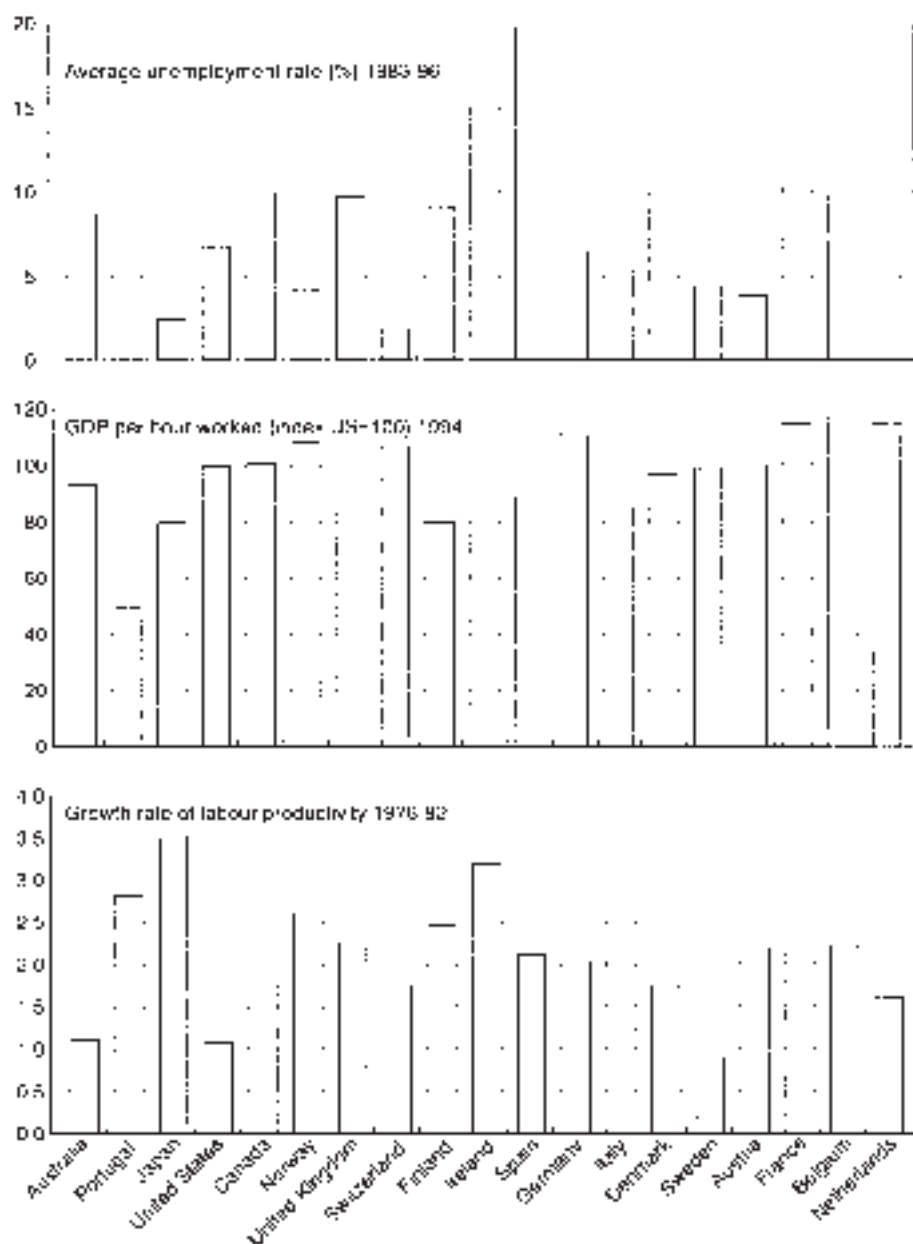 20
Average unemployment rate (%) 1983-96
15
10
5
0
120
GDP per hour worked (index US=100) 1994
100
80
60
40
20
0
4.0
Growth rate of labour productivity 1976-92
3.5
3.0
2.5
2.0
1.5
1.0
0.5
0.0
Australia
Portugal
Japan
United States
Canada
Norway
United Kingdom
Switzerland
Finland
Ireland
Spain
Germany
Italy
Denmark
Sweden
Austria
France
Belgium
Netherlands